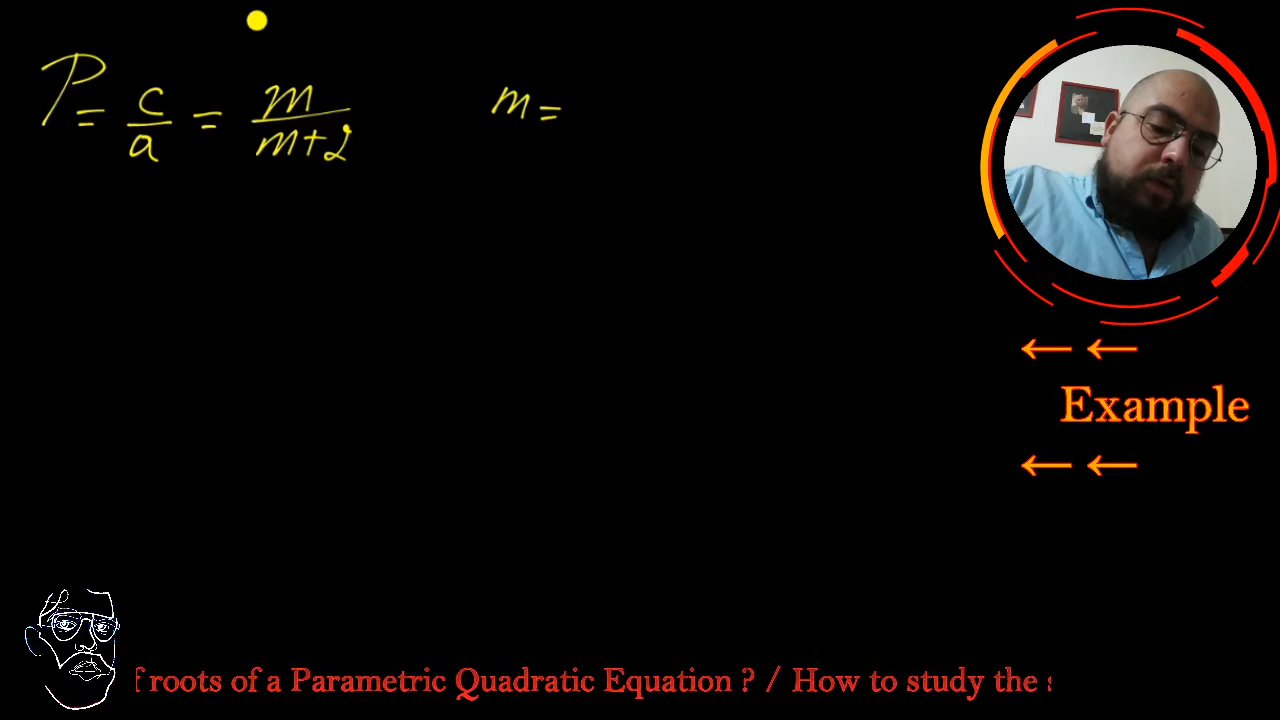 P = c/a = m/m+2 m =
← ←
Example
← ←
f roots of a Parametric Quadratic Equation ? / How to study the s